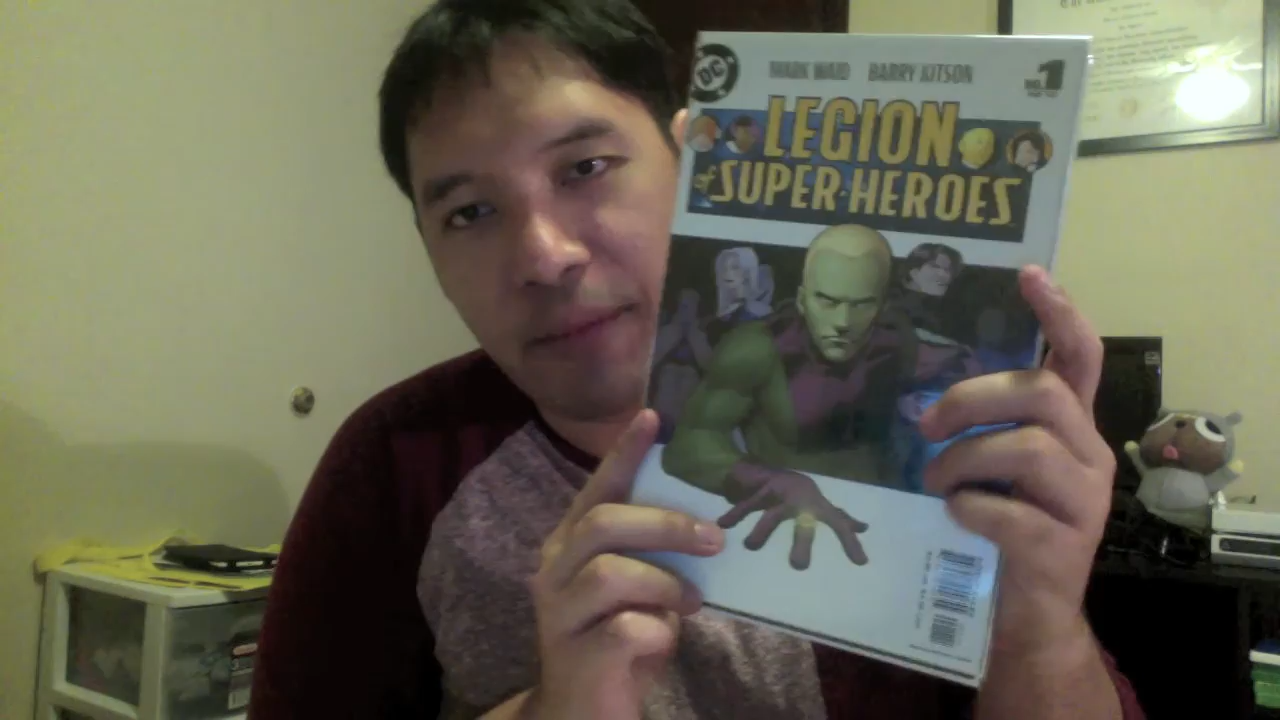 DC
MARK WAID BARRY KITSON
NO. 1
LEGION
of SUPER-HEROES